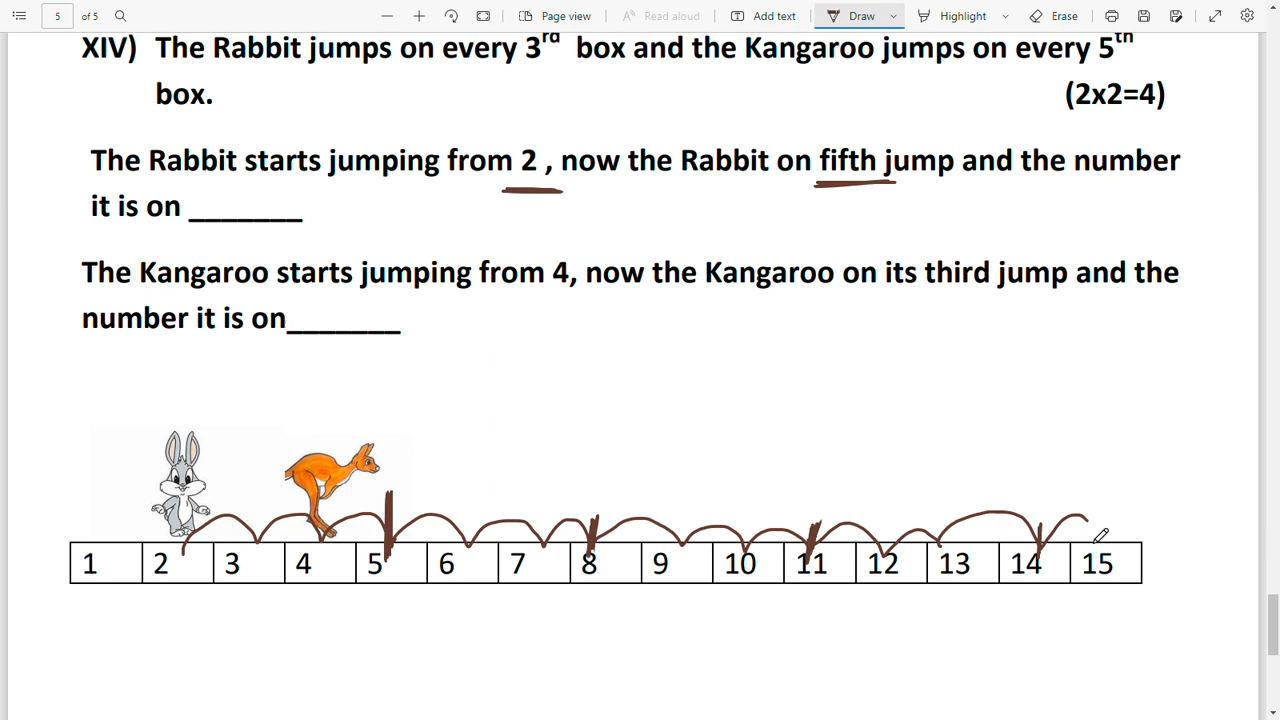 5 of 5 Page view Read aloud Add text Draw Highlight Erase
XIV) The Rabbit jumps on every 3rd box and the Kangaroo jumps on every 5th
box. (2x2=4)
The Rabbit starts jumping from 2 , now the Rabbit on fifth jump and the number
it is on _______
The Kangaroo starts jumping from 4, now the Kangaroo on its third jump and the
number it is on_______
1 2 3 4 5 6 7 8 9 10 11 12 13 14 15